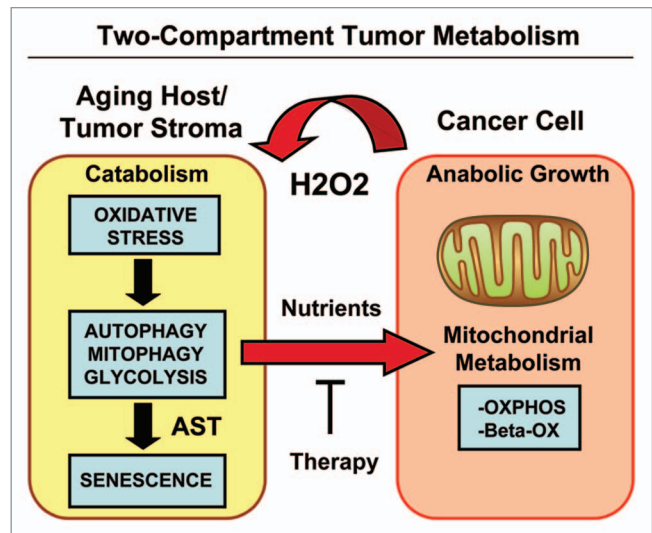 Two-Compartment Tumor Metabolism
Aging Host/
Tumor Stroma
Cancer Cell
H2O2
Catabolism
OXIDATIVE
STRESS
AUTOPHAGY
MITOPHAGY
GLYCOLYSIS
AST
SENESCENCE
Nutrients
Therapy
Anabolic Growth
Mitochondrial
Metabolism
-OXPHOS
-Beta-OX